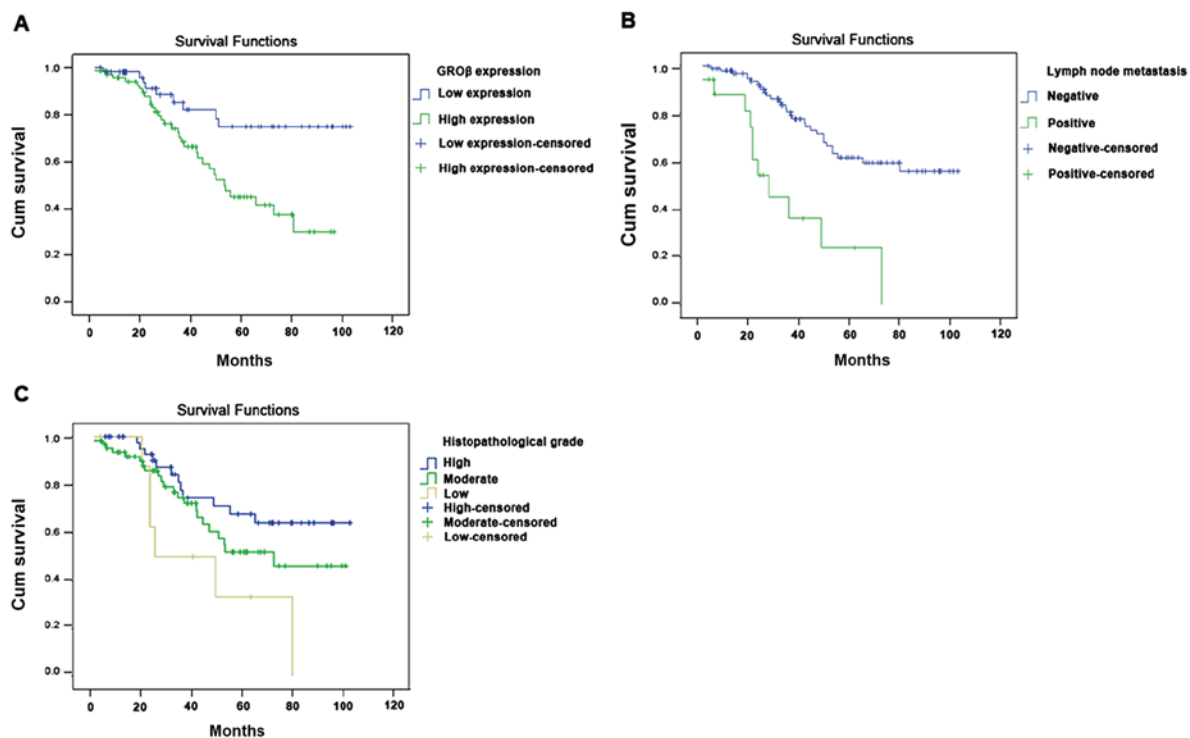 A
Survival Functions
Cum survival
1.0
0.8
0.6
0.4
0.2
0.0
0 20 40 60 80 100 120
Months
GROβ expression
Low expression
High expression
Low expression-censored
High expression-censored
B
Survival Functions
Cum survival
1.0
0.8
0.6
0.4
0.2
0.0
0 20 40 60 80 100 120
Months
Lymph node metastasis
Negative
Positive
Negative-censored
Positive-censored
C
Survival Functions
Cum survival
1.0
0.8
0.6
0.4
0.2
0.0
0 20 40 60 80 100 120
Months
Histopathological grade
High
Moderate
Low
High-censored
Moderate-censored
Low-censored